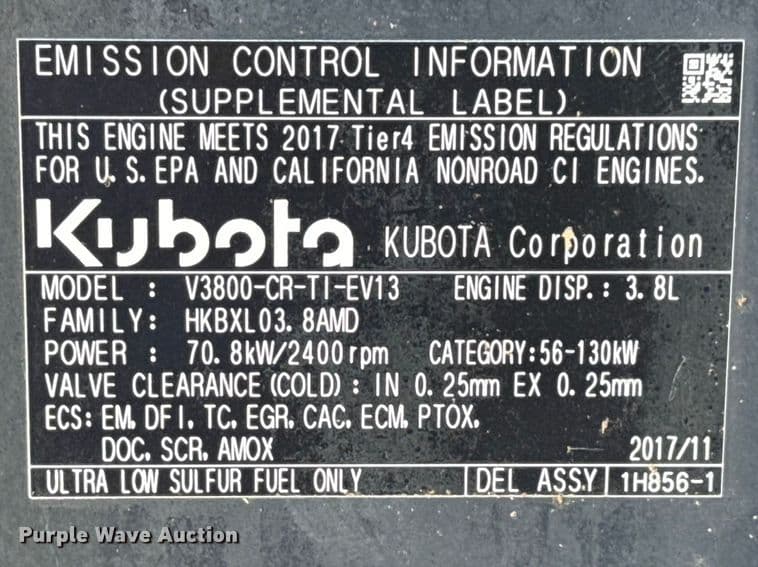 EMISSION CONTROL INFORMATION
(SUPPLEMENTAL LABEL)
THIS ENGINE MEETS 2017 Tier4 EMISSION REGULATIONS
FOR U.S.EPA AND CALIFORNIA NONROAD CI ENGINES.
Kubota KUBOTA Corporation
MODEL : V3800-CR-TI-EV13 ENGINE DISP.: 3.8L
FAMILY: HKBXL03.8AMD
POWER : 70.8kW/2400rpm CATEGORY:56-130kW
VALVE CLEARANCE(COLD): IN 0.25mm EX 0.25mm
ECS: EM, DFI, TC, EGR, CAC, ECM, PTOX,
DOC, SCR, AMOX 2017/11
ULTRA LOW SULFUR FUEL ONLY DEL ASSY 1H856-1
Purple Wave Auction